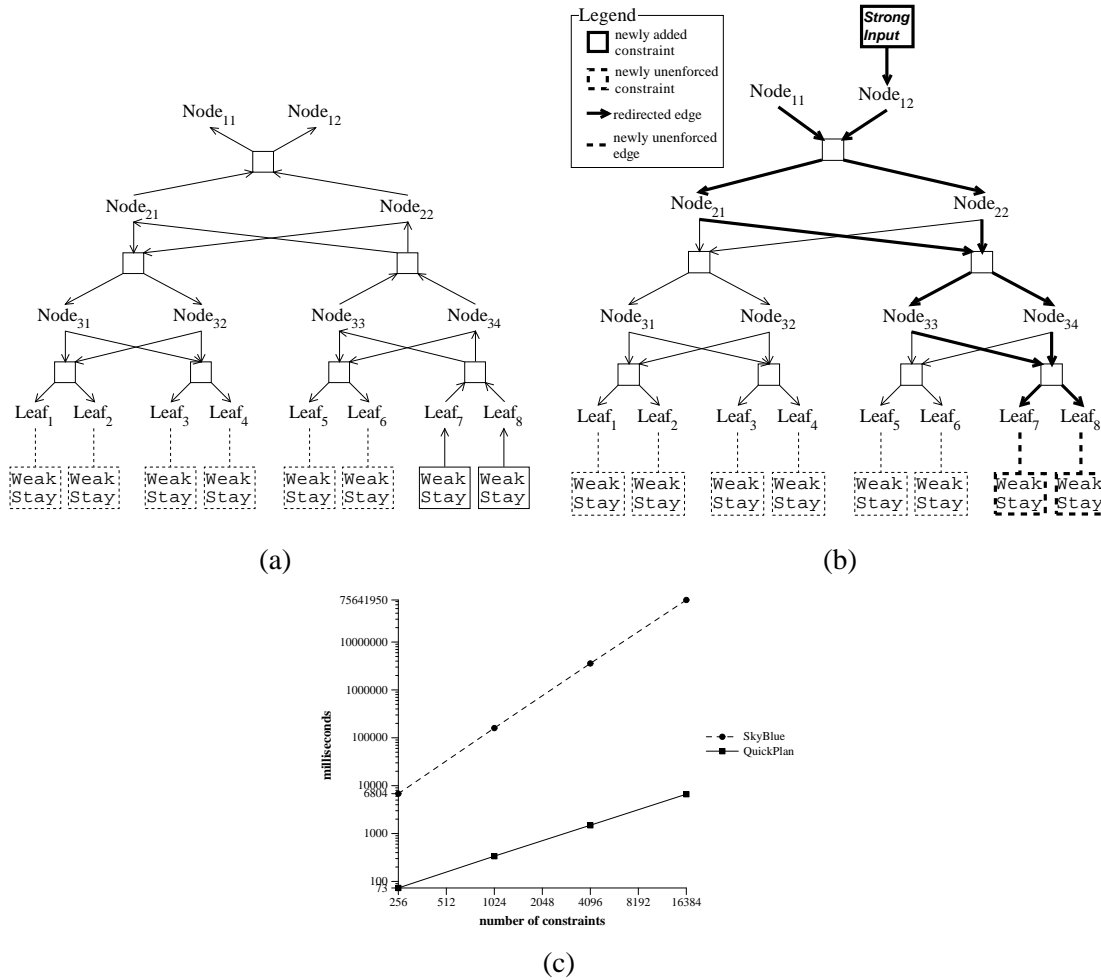 Node11 Node12
Node21 Node22
Node31 Node32 Node33 Node34
Leaf1 Leaf2 Leaf3 Leaf4 Leaf5 Leaf6 Leaf7 Leaf8
Weak Weak Weak Weak Weak Weak Weak Weak
Stay Stay Stay Stay Stay Stay Stay Stay
(a)
Legend
newly added
constraint
newly unenforced
constraint
redirected edge
newly unenforced
edge
Strong
Input
Node11 Node12
Node21 Node22
Node31 Node32 Node33 Node34
Leaf1 Leaf2 Leaf3 Leaf4 Leaf5 Leaf6 Leaf7 Leaf8
Weak Weak Weak Weak Weak Weak Weak Weak
Stay Stay Stay Stay Stay Stay Stay Stay
(b)
75641950
10000000
1000000
100000
10000
6804
1000
100
73
milliseconds
256 512 1024 2048 4096 8192 16384
number of constraints
SkyBlue
QuickPlan
(c)